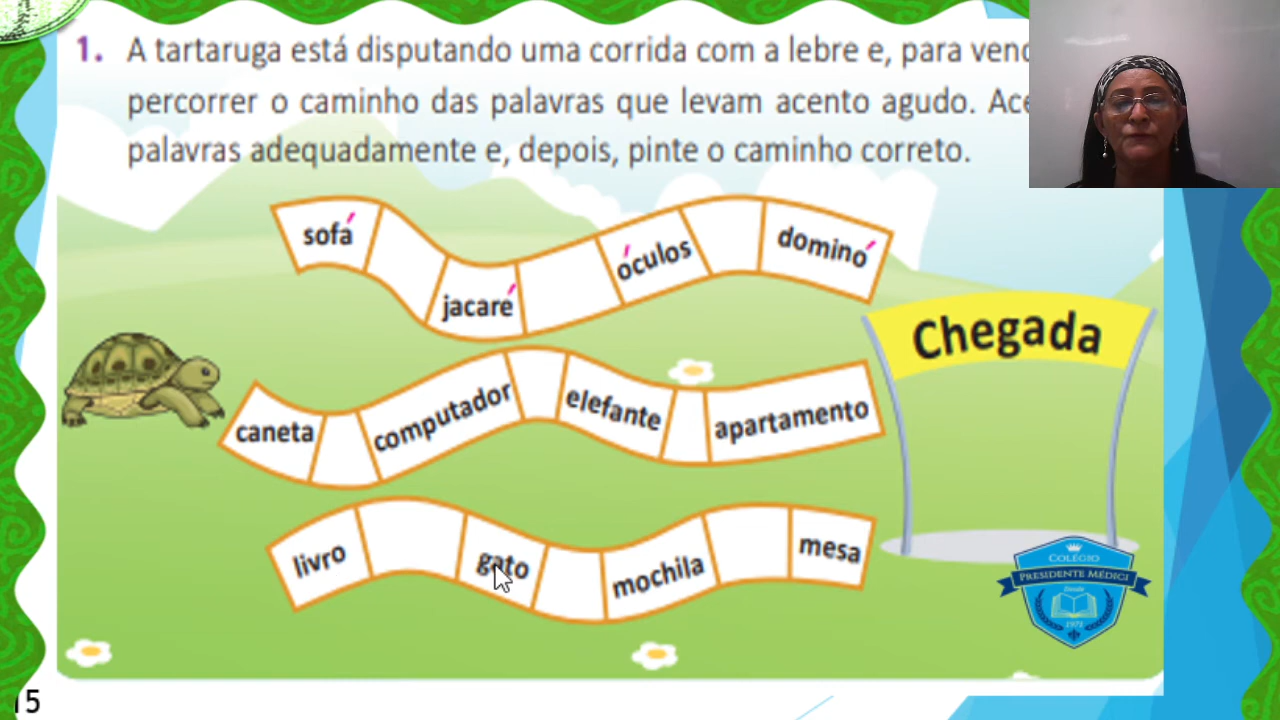 1. A tartaruga está disputando uma corrida com a lebre e, para
percorrer o caminho das palavras que levam acento agudo.
palavras adequadamente e, depois, pinte o caminho correto.
sofá
jacaré
óculos
dominó
Chegada
caneta
computador
elefante
apartamento
livro
gato
mochila
mesa
COLÉGIO
PRESIDENTE MÉDICI
Desde
1972
15